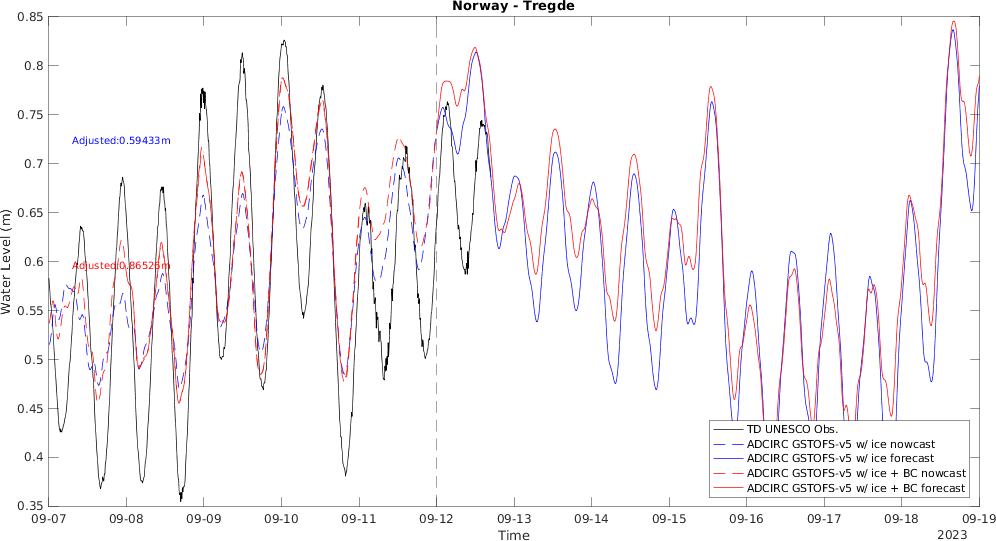 Norway - Tregde
0.85
0.8
0.75
0.7
0.65
0.6
0.55
0.5
0.45
0.4
0.35
Water Level (m)
Adjusted:0.59433m
Adjusted:0.86525m
TD UNESCO Obs.
ADCIRC GSTOFS-v5 w/ ice nowcast
ADCIRC GSTOFS-v5 w/ ice forecast
ADCIRC GSTOFS-v5 w/ ice + BC nowcast
ADCIRC GSTOFS-v5 w/ ice + BC forecast
09-07 09-08 09-09 09-10 09-11 09-12 09-13 09-14 09-15 09-16 09-17 09-18 09-19
Time
2023